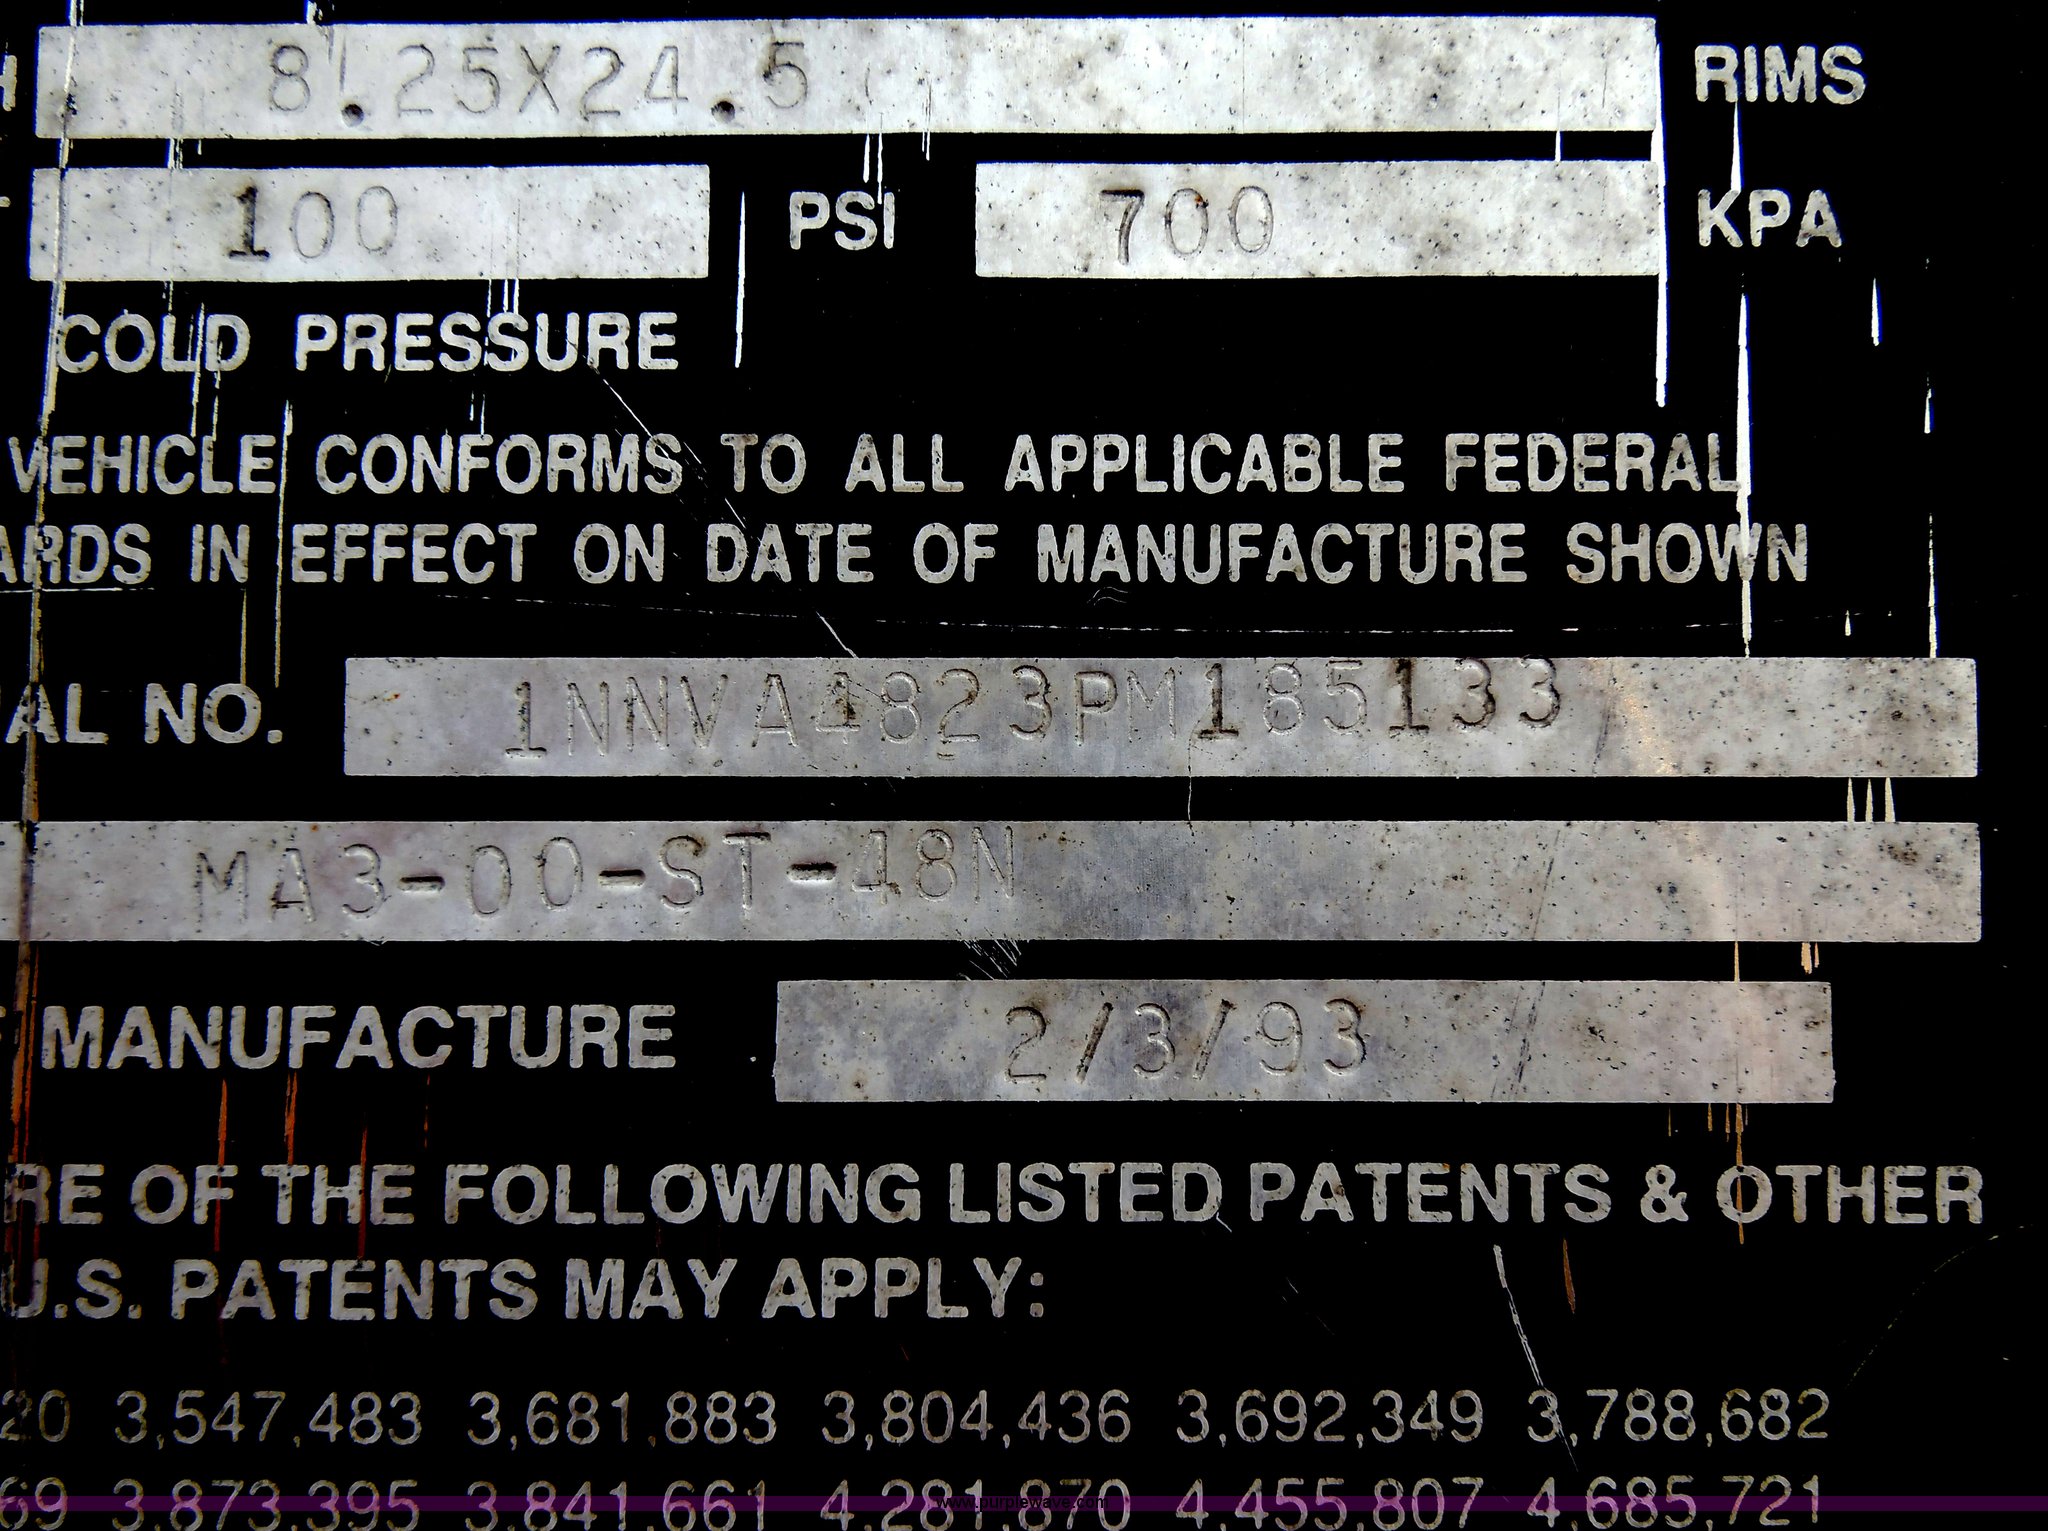 8.25X24.5 RIMS
100 PSI 700 KPA
COLD PRESSURE
VEHICLE CONFORMS TO ALL APPLICABLE FEDERAL
ARDS IN EFFECT ON DATE OF MANUFACTURE SHOWN
AL NO. 1NNVA4823PM185133
MA3-00-ST-48N
MANUFACTURE 2/3/93
RE OF THE FOLLOWING LISTED PATENTS & OTHER
U.S. PATENTS MAY APPLY:
20 3,547,483 3,681,883 3,804,436 3,692,349 3,788,682
69 3,873,395 3,841,661 4,281,870 4,455,807 4,685,721
www.purplewave.com